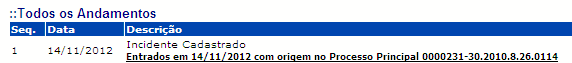 ::Todos os Andamentos
Seq. Data Descrição
1 14/11/2012 Incidente Cadastrado
Entrados em 14/11/2012 com origem no Processo Principal 0000231-30.2010.8.26.0114